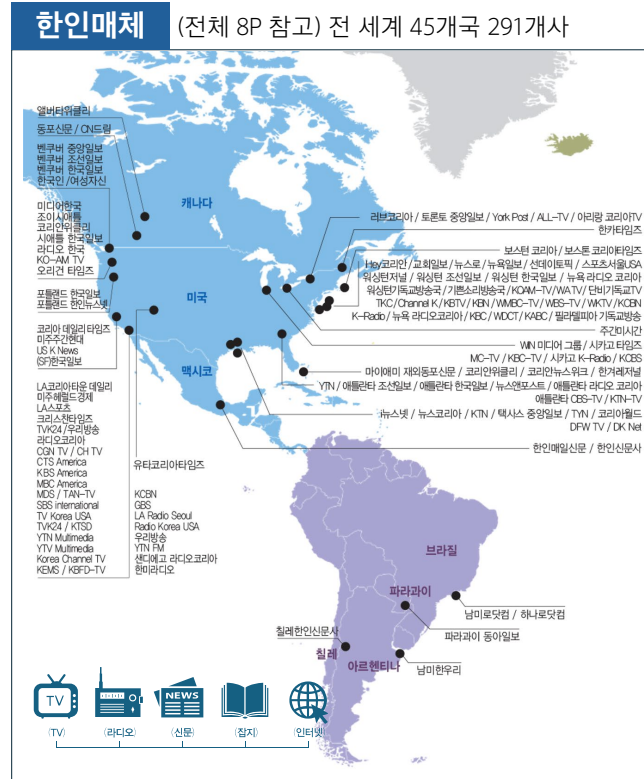 한인매체 (전체 8P 참고) 전 세계 45개국 291개사
앨버타위클리
동포신문 / CN드림
벤쿠버 중앙일보
벤쿠버 조선일보
벤쿠버 한국일보
한국인 /여성자신
미디어한국
조이시애틀
코리안위클리
시애틀 한국일보
라디오 한국
KO-AM TV
오리건 타임즈
포틀랜드 한국일보
포틀랜드 한인뉴스넷
코리아 데일리 타임즈
미주주간현대
US K News
(SF)한국일보
LA코리아타운 데일리
미주헤럴드경제
LA스포츠
크리스찬타임즈
TVK24 /우리방송
라디오코리아
CGN TV / CH TV
CTS America
KBS America
MBC America
MDS / TAN-TV
SBS international
TV Korea USA
TVK24 / KTSD
YTN Multimedia
YTV Multimedia
Korea Channel TV
KEMS / KBFD-TV
유타코리아타임즈
KCBN
GBS
LA Radio Seoul
Radio Korea USA
우리방송
YTN FM
샌디에고 라디오코리아
한미라디오
캐나다
미국
멕시코
러브코리아 / 토론토 중앙일보 / York Post / ALL-TV / 아리랑 코리아TV
한카타임즈
보스턴 코리아 / 보스톤 코리아타임즈
Hey코리안 / 교회일보 / 뉴스로 / 뉴욕일보 / 선데이토픽 / 스포츠서울USA
워싱턴저널 / 워싱턴 조선일보 / 워싱턴 한국일보 / 뉴욕 라디오 코리아
워싱턴기독교방송국 / 기쁜소리방송국 / KOAM-TV / WA TV / 단비기독교TV
TKC / Channel K / KBTV / KBN / WMBC-TV / WBS-TV / WKTV / KCBN
K-Radio / 뉴욕 라디오코리아 / KBC / WDCT / KABC / 필라델피아 기독교방송
주간미시간
WIN 미디어 그룹 / 시카고 타임즈
MC-TV / KBC-TV / 시카고 K-Radio / KCBS
마이애미 재외동포신문 / 코리안위클리 / 코리안뉴스위크 / 한겨레저널
YTN / 애틀란타 조선일보 / 애틀란타 한국일보 / 뉴스앤포스트 / 애틀란타 라디오 코리아
애틀란타 CBS-TV / KTN-TV
i뉴스넷 / 뉴스코리아 / KTN / 택사스 중앙일보 / TYN / 코리아월드
DFW TV / DK Net
한인매일신문 / 한인신문사
브라질
파라과이
남미로닷컴 / 하나로닷컴
파라과이 동아일보
칠레한인신문사
칠레
아르헨티나
남미한우리
TV
NEWS
(TV) (라디오) (신문) (잡지) (인터넷)